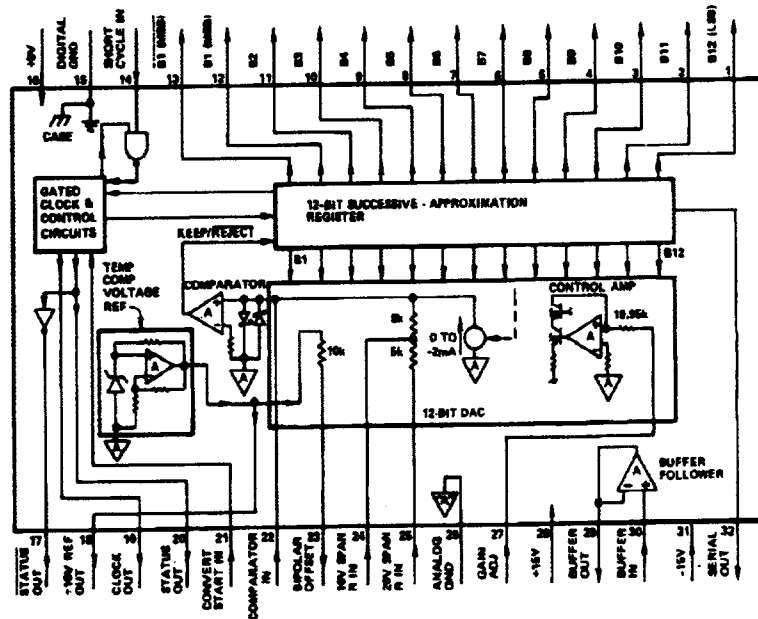 +5V
DIGITAL GND
SHORT CYCLE IN
B1 (MSB)
B1 (MSB)
B2
B3
B4
B5
B6
B7
B8
B9
B10
B11
B12 (LSB)
16
15
14
13
12
11
10
9
8
7
6
5
4
3
2
1
CASE
GATED
CLOCK &
CONTROL
CIRCUITS
12-BIT SUCCESSIVE - APPROXIMATION
REGISTER
KEEP/REJECT
B1
B12
TEMP
COMP
VOLTAGE
REF
COMPARATOR
CONTROL AMP
5k
5k
10k
0 TO
-2mA
A
A
A
A
A
A
A
12-BIT DAC
BUFFER
FOLLOWER
A
17
18
19
20
21
22
23
24
25
26
27
28
29
30
31
32
STATUS OUT
+10V REF OUT
CLOCK OUT
STATUS OUT
CONVERT START IN
COMPARATOR IN
BIPOLAR OFFSET
10V SPAN R IN
20V SPAN R IN
ANALOG GND
GAIN ADJ
+15V
BUFFER OUT
BUFFER IN
-15V
SERIAL OUT